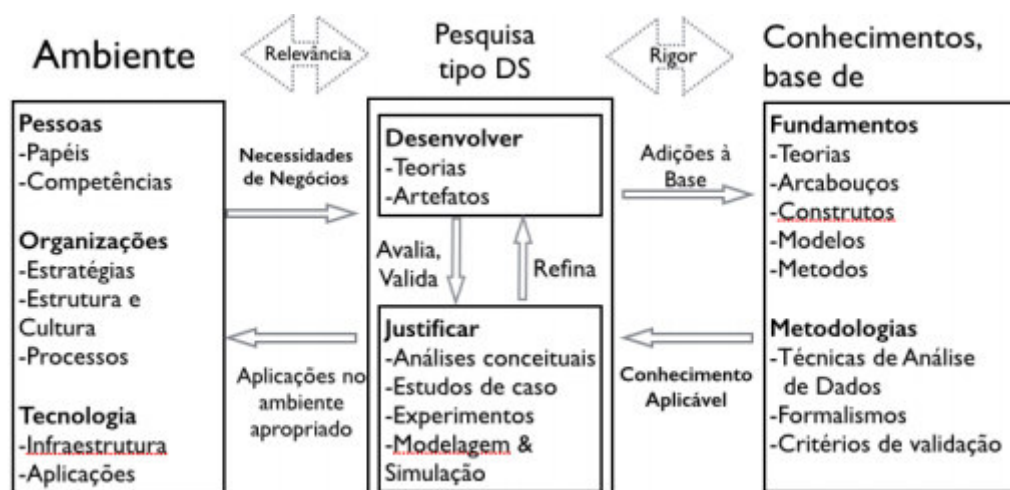 Ambiente
Relevância
Pesquisa
tipo DS
Rigor
Conhecimentos,
base de
Pessoas
-Papéis
-Competências
Organizações
-Estratégias
-Estrutura e
Cultura
-Processos
Tecnologia
-Infraestrutura
-Aplicações
Necessidades
de Negócios
Aplicações no
ambiente
apropriado
Desenvolver
-Teorias
-Artefatos
Avalia,
Valida
Refina
Justificar
-Análises conceituais
-Estudos de caso
-Experimentos
-Modelagem &
Simulação
Adições à
Base
Conhecimento
Aplicável
Fundamentos
-Teorias
-Arcabouços
-Construtos
-Modelos
-Metodos
Metodologias
-Técnicas de Análise
de Dados
-Formalismos
-Critérios de validação